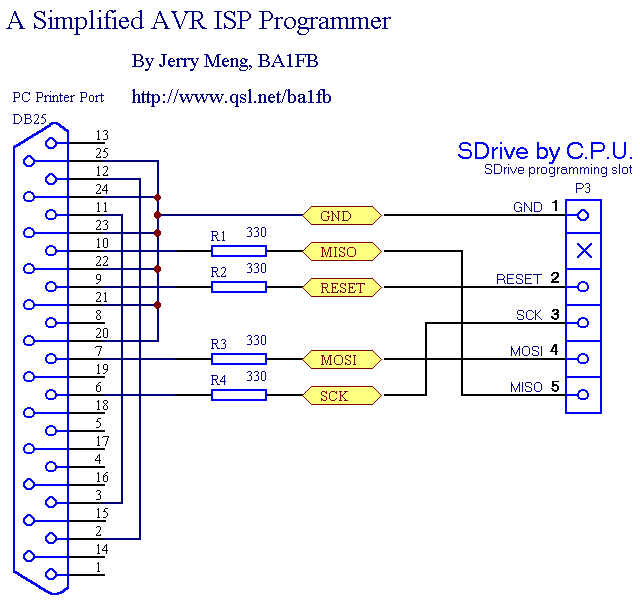 A Simplified AVR ISP Programmer
By Jerry Meng, BA1FB
PC Printer Port
http://www.qsl.net/ba1fb
DB25
13
25
12
24
11
23
10
22
9
21
8
20
7
19
6
18
5
17
4
16
3
15
2
14
1
R1 330
R2 330
R3 330
R4 330
GND
MISO
RESET
MOSI
SCK
SDrive by C.P.U.
SDrive programming slot
P3
GND 1
RESET 2
SCK 3
MOSI 4
MISO 5